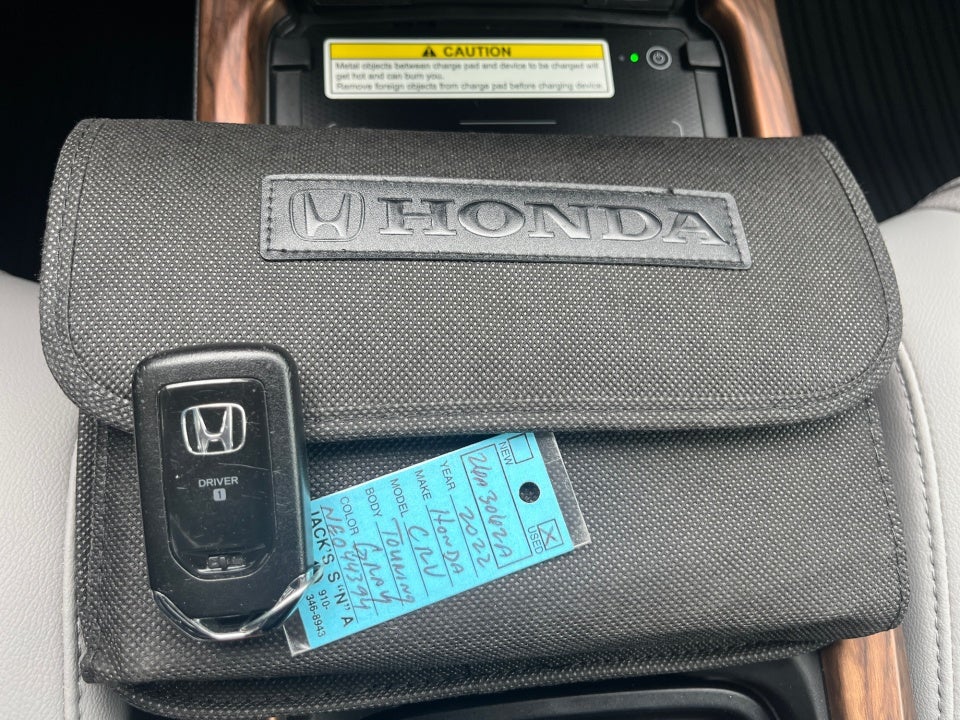 CAUTION
Metal objects between charge pad and device to be charged will
get hot and can burn you.
Remove foreign objects from charge pad before charging device.
HONDA
DRIVER
1
NEW
X USED
YEAR 2022
MAKE Honda
MODEL CRV
BODY Touring
COLOR Gray
NE044394
JACK'S S "N" A
910-
346-8943